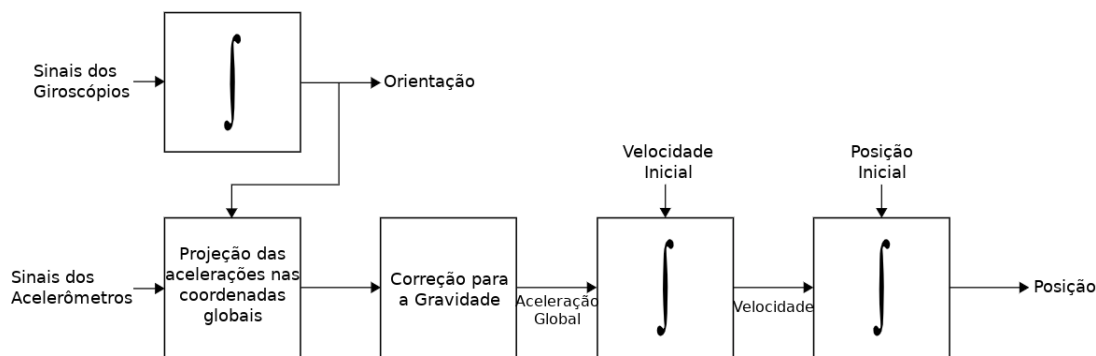 Sinais dos
Giroscópios
∫
Orientação
Velocidade
Inicial
Posição
Inicial
Sinais dos
Acelerômetros
Projeção das
acelerações nas
coordenadas
globais
Correção para
a Gravidade
Aceleração
Global
∫
Velocidade
∫
Posição